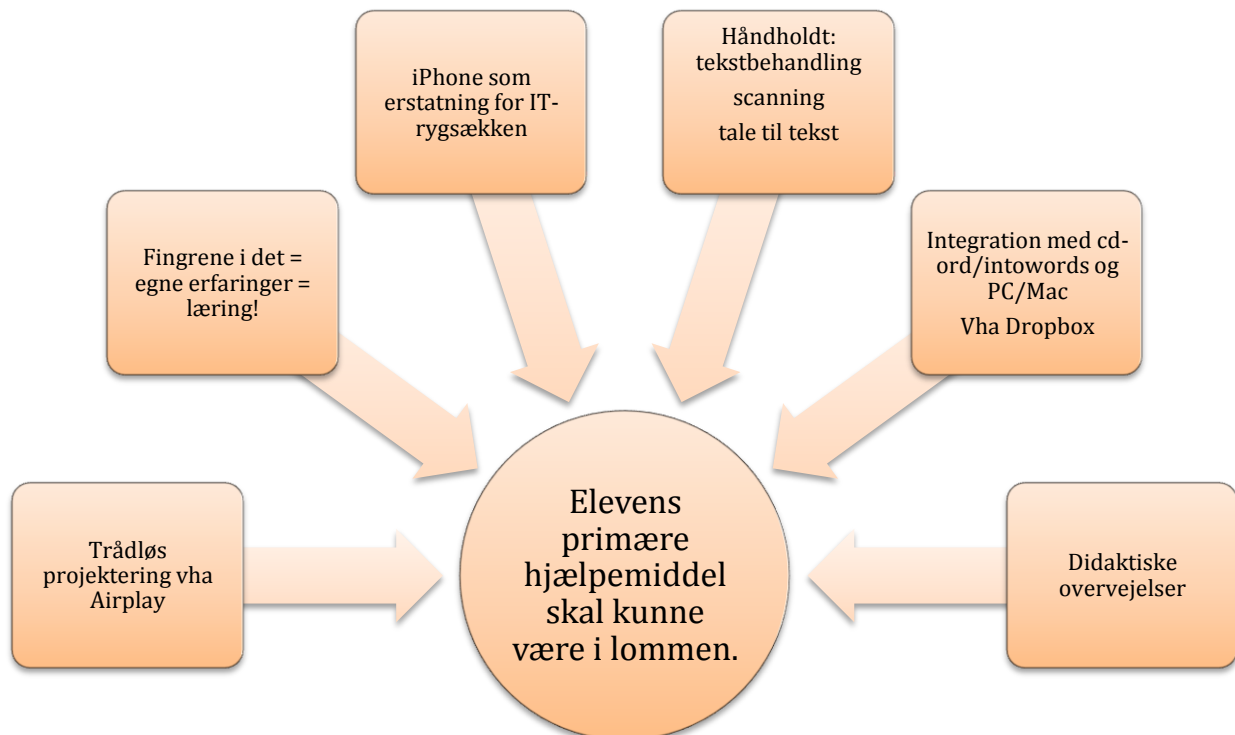 Trådløs
projektering vha
Airplay
Fingrene i det =
egne erfaringer =
læring!
iPhone som
erstatning for IT-
rygsækken
Håndholdt:
tekstbehandling
scanning
tale til tekst
Integration med cd-
ord/intowords og
PC/Mac
Vha Dropbox
Didaktiske
overvejelser
Elevens
primære
hjælpemiddel
skal kunne
være i lommen.